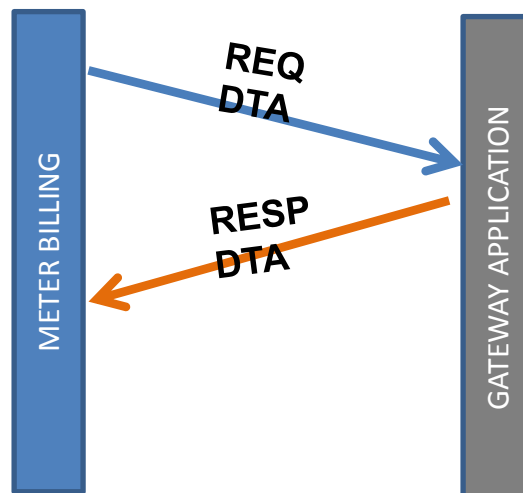 METER BILLING
REQ
DTA
RESP
DTA
GATEWAY APPLICATION